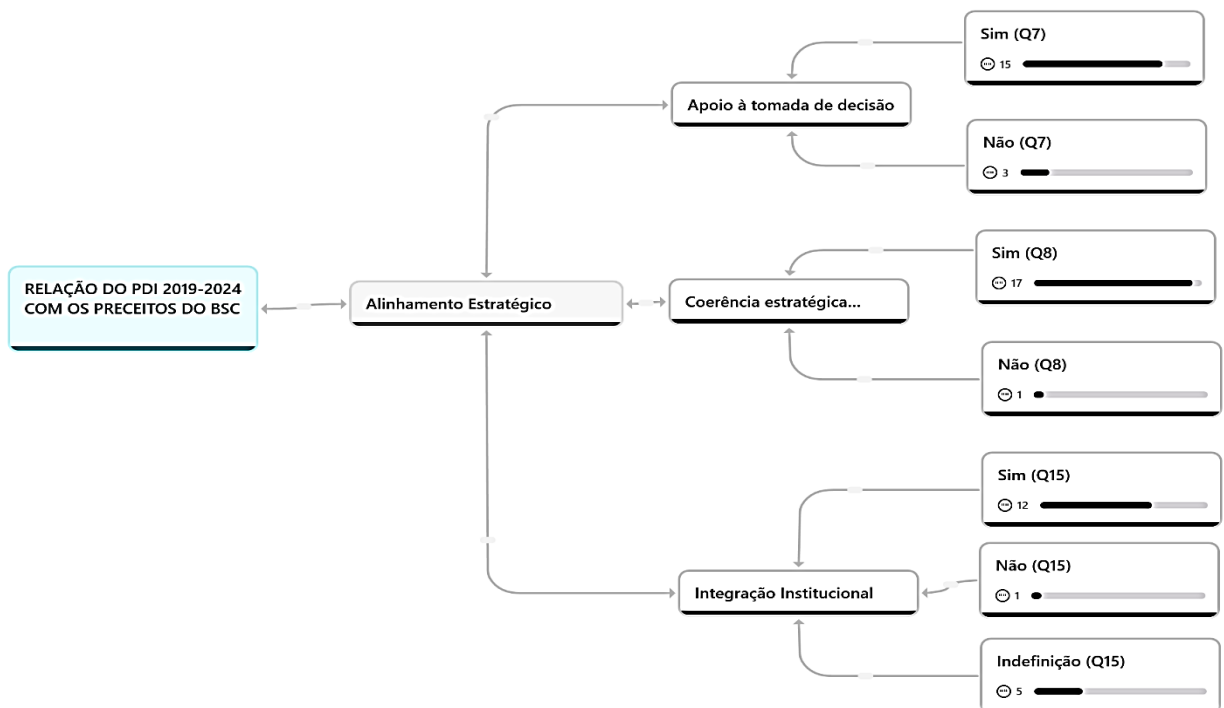 RELAÇÃO DO PDI 2019-2024
COM OS PRECEITOS DO BSC
Alinhamento Estratégico
Apoio à tomada de decisão
Sim (Q7)
15
Não (Q7)
3
Coerência estratégica...
Sim (Q8)
17
Não (Q8)
1
Integração Institucional
Sim (Q15)
12
Não (Q15)
1
Indefinição (Q15)
5